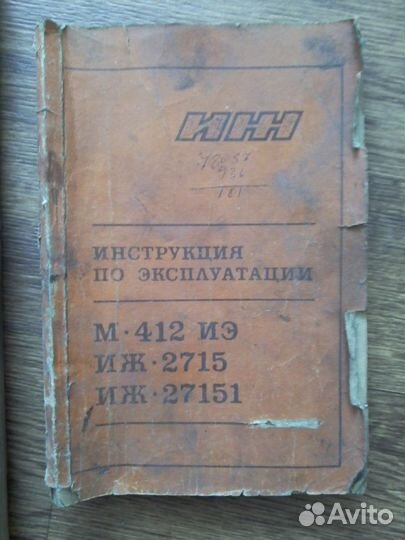 ИЖ
ИНСТРУКЦИЯ
ПО ЭКСПЛУАТАЦИИ
М·412 ИЭ
ИЖ·2715
ИЖ·27151
Avito